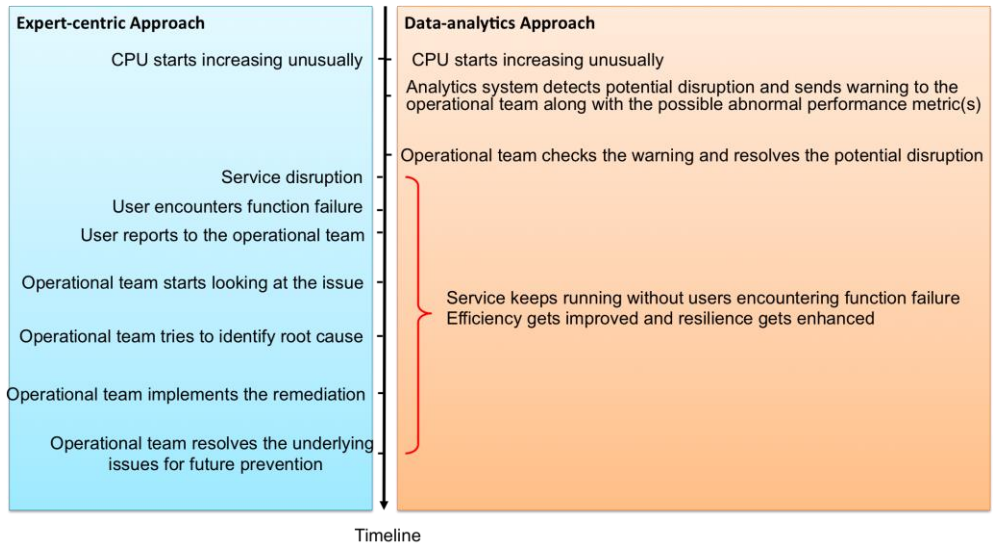 Expert-centric Approach
CPU starts increasing unusually
Service disruption
User encounters function failure
User reports to the operational team
Operational team starts looking at the issue
Operational team tries to identify root cause
Operational team implements the remediation
Operational team resolves the underlying
issues for future prevention
Data-analytics Approach
CPU starts increasing unusually
Analytics system detects potential disruption and sends warning to the
operational team along with the possible abnormal performance metric(s)
Operational team checks the warning and resolves the potential disruption
Service keeps running without users encountering function failure
Efficiency gets improved and resilience gets enhanced
Timeline